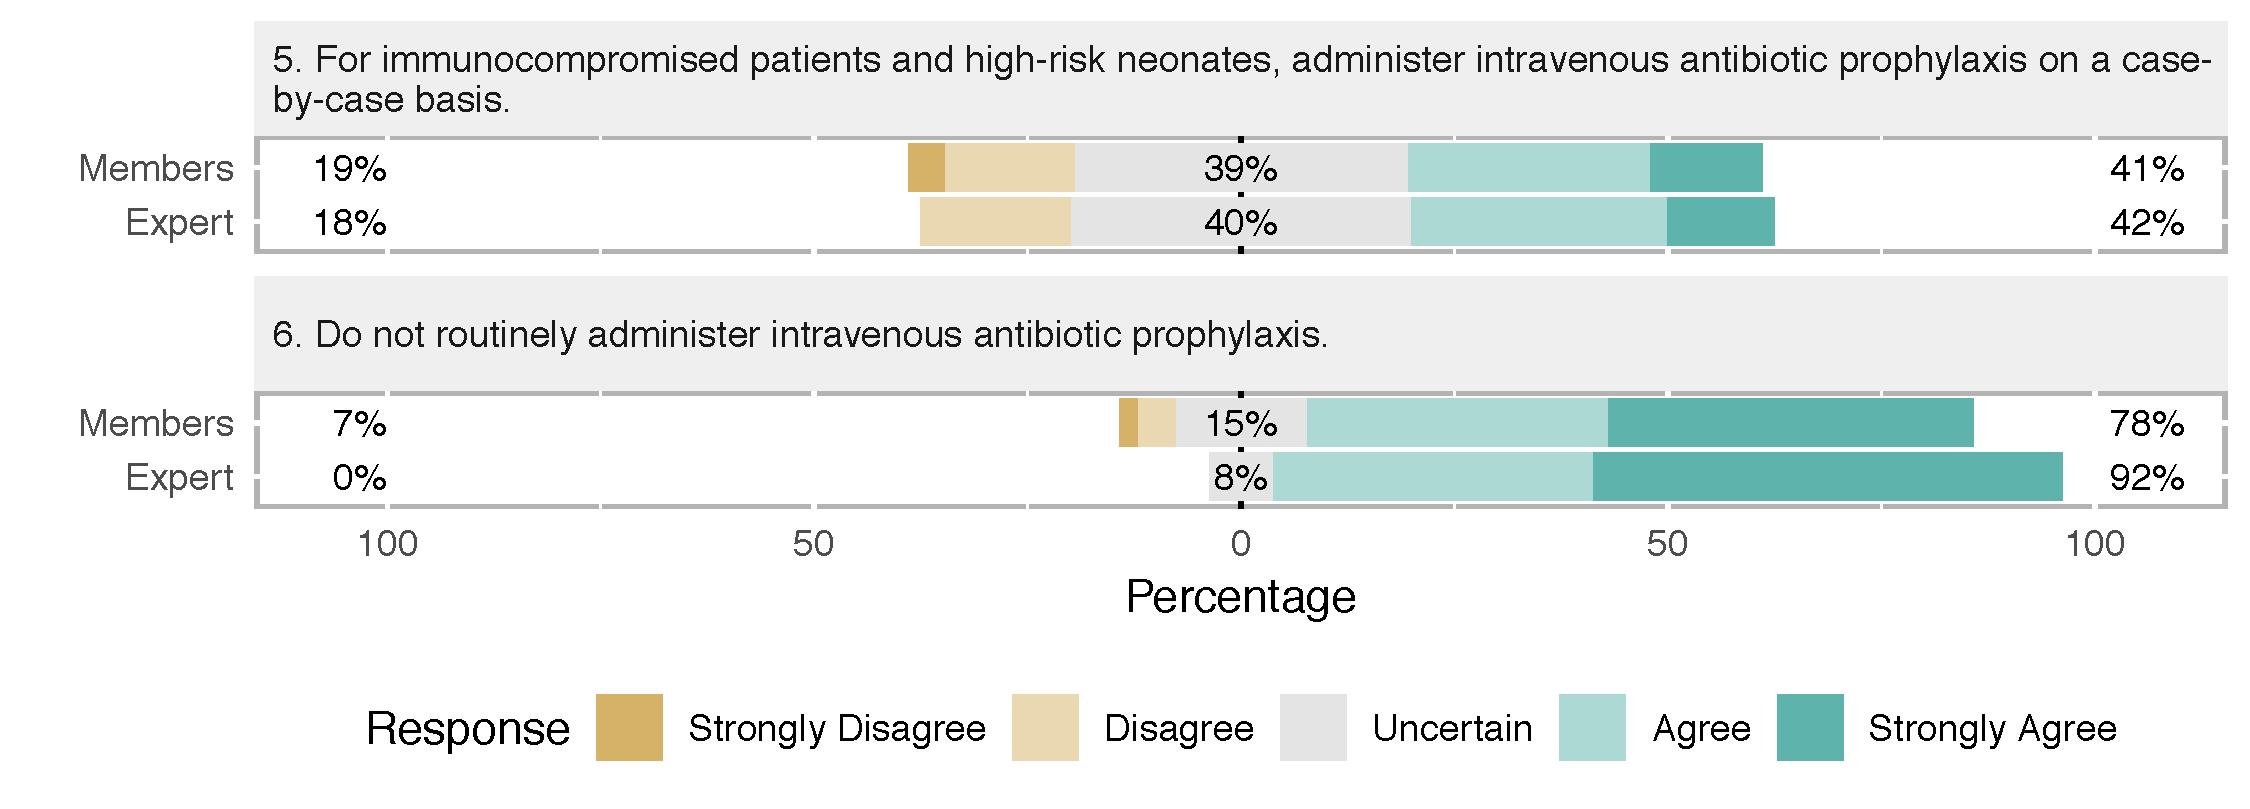 5. For immunocompromised patients and high-risk neonates, administer intravenous antibiotic prophylaxis on a case-
by-case basis.
Members 19% 39% 41%
Expert 18% 40% 42%
6. Do not routinely administer intravenous antibiotic prophylaxis.
Members 7% 15% 78%
Expert 0% 8% 92%
100 50 0 50 100
Percentage
Response Strongly Disagree Disagree Uncertain Agree Strongly Agree